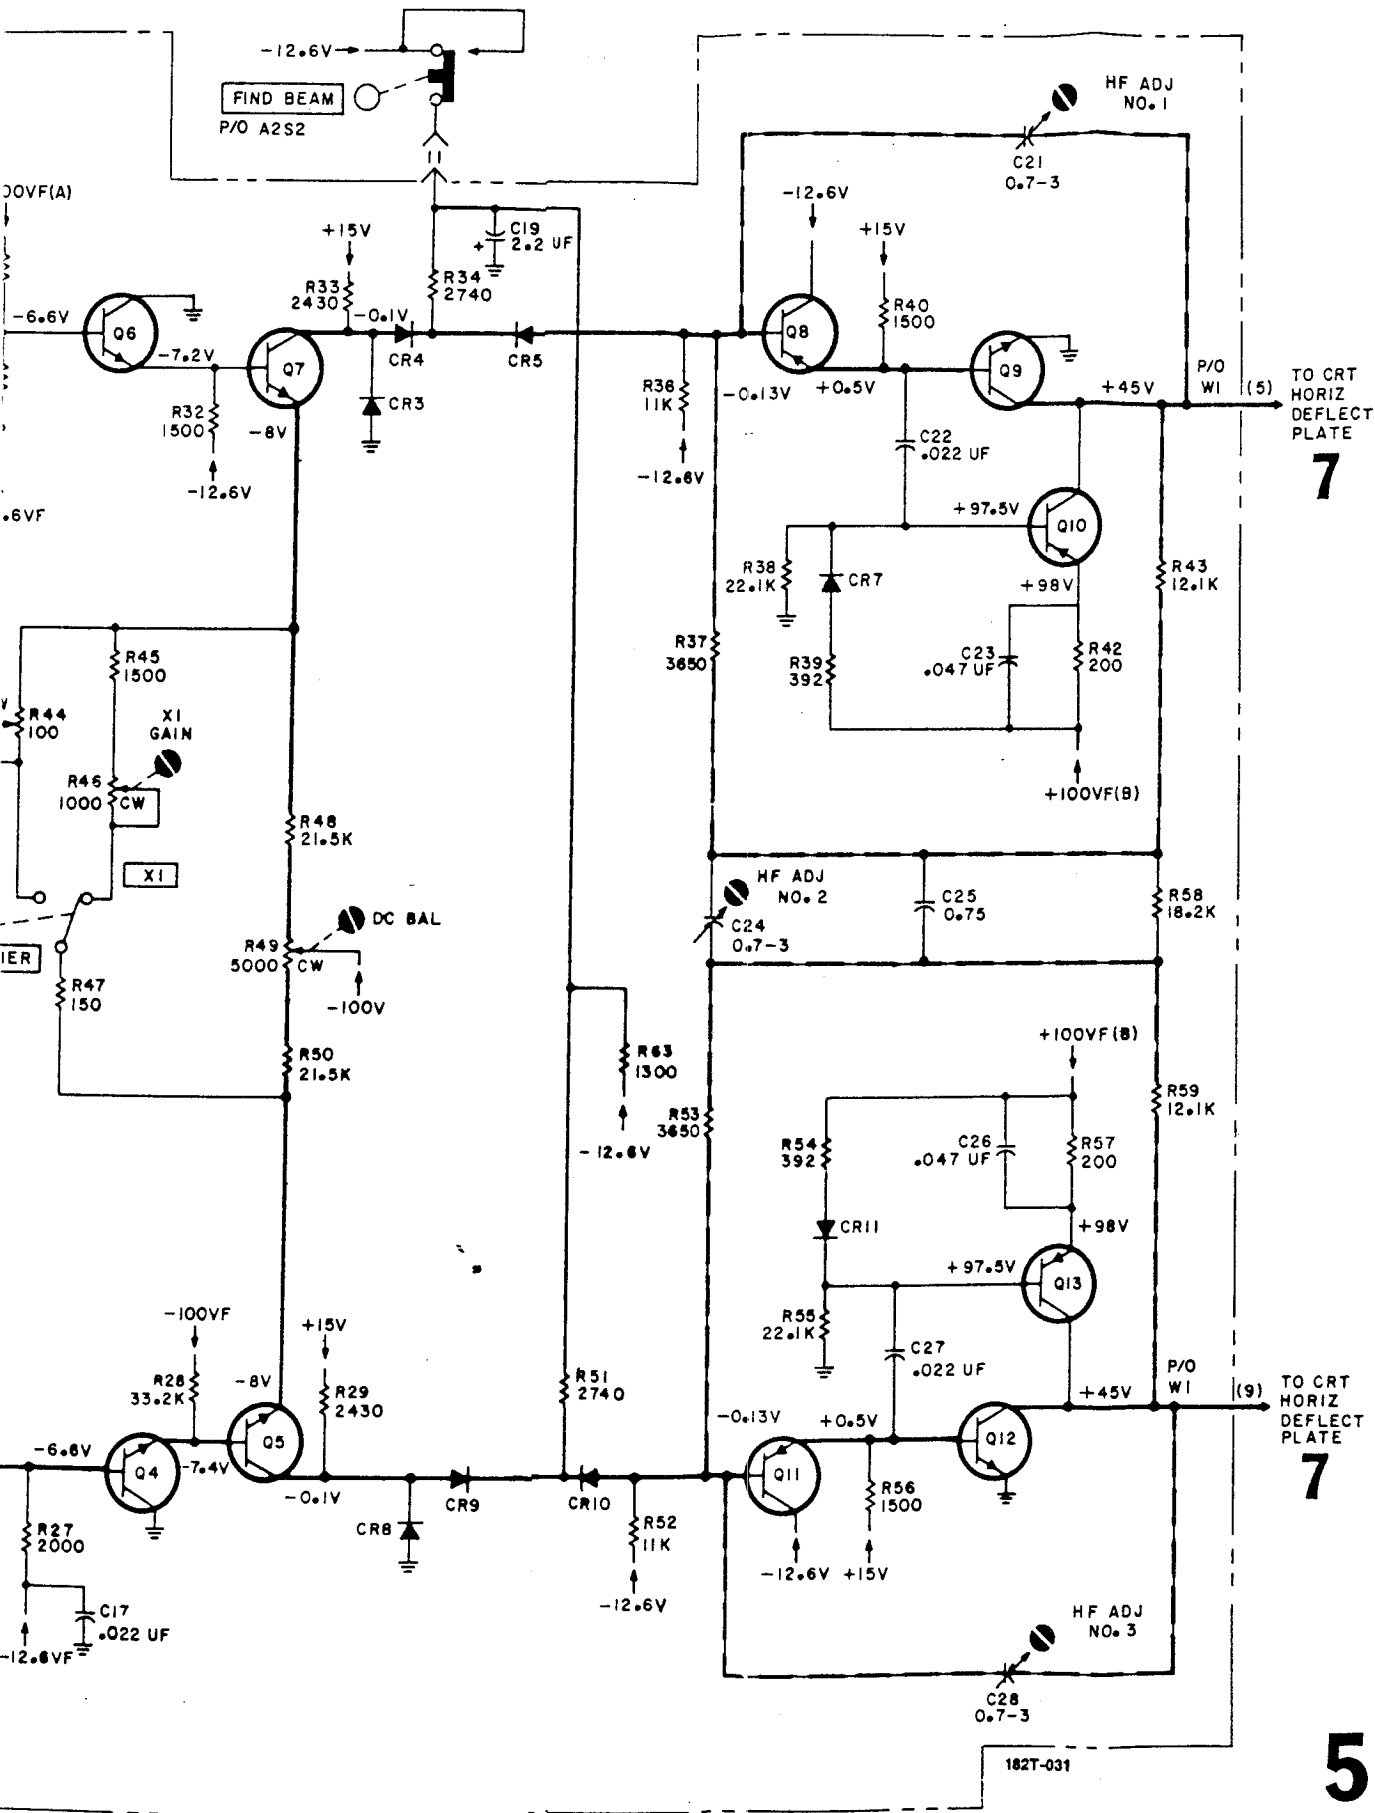 -12.6V
FIND BEAM
P/O A2S2
11
HF ADJ
NO.1
C21
0.7-3
00VF(A)
-12.6V
+15V
+15V
C19
2.2 UF
+
R33
2430
R34
2740
-0.1V
R40
1500
-6.6V
Q6
Q8
-7.2V
Q7
CR4
CR5
Q9
R36
11K
-0.13V
+0.5V
+45V
P/O
W1
(5)
TO CRT
HORIZ
DEFLECT
PLATE
7
R32
1500
-8V
CR3
C22
.022 UF
-12.6V
-12.6V
.6VF
+97.5V
Q10
R38
22.1K
CR7
+98V
R43
12.1K
R37
3650
R39
392
C23
.047 UF
R42
200
R45
1500
R44
100
X1
GAIN
R46
1000
CW
+100VF(B)
R48
21.5K
X1
HF ADJ
NO.2
C24
0.7-3
C25
0.75
R58
18.2K
DC BAL
R49
5000
CW
-100V
IER
R47
150
R50
21.5K
R63
1300
-12.6V
+100VF(B)
R59
12.1K
R53
3650
R54
392
C26
.047 UF
R57
200
CR11
+98V
+97.5V
Q13
R55
22.1K
C27
.022 UF
-100VF
+15V
R28
33.2K
-8V
R29
2430
R51
2740
P/O
W1
(9)
+45V
TO CRT
HORIZ
DEFLECT
PLATE
7
-0.13V
+0.5V
-6.6V
Q4
-7.4V
Q5
-0.1V
Q11
Q12
CR9
CR10
CR8
R52
11K
R56
1500
R27
2000
-12.6V
+15V
-12.6V
C17
.022 UF
-12.6VF
HF ADJ
NO.3
C28
0.7-3
182T-031
5